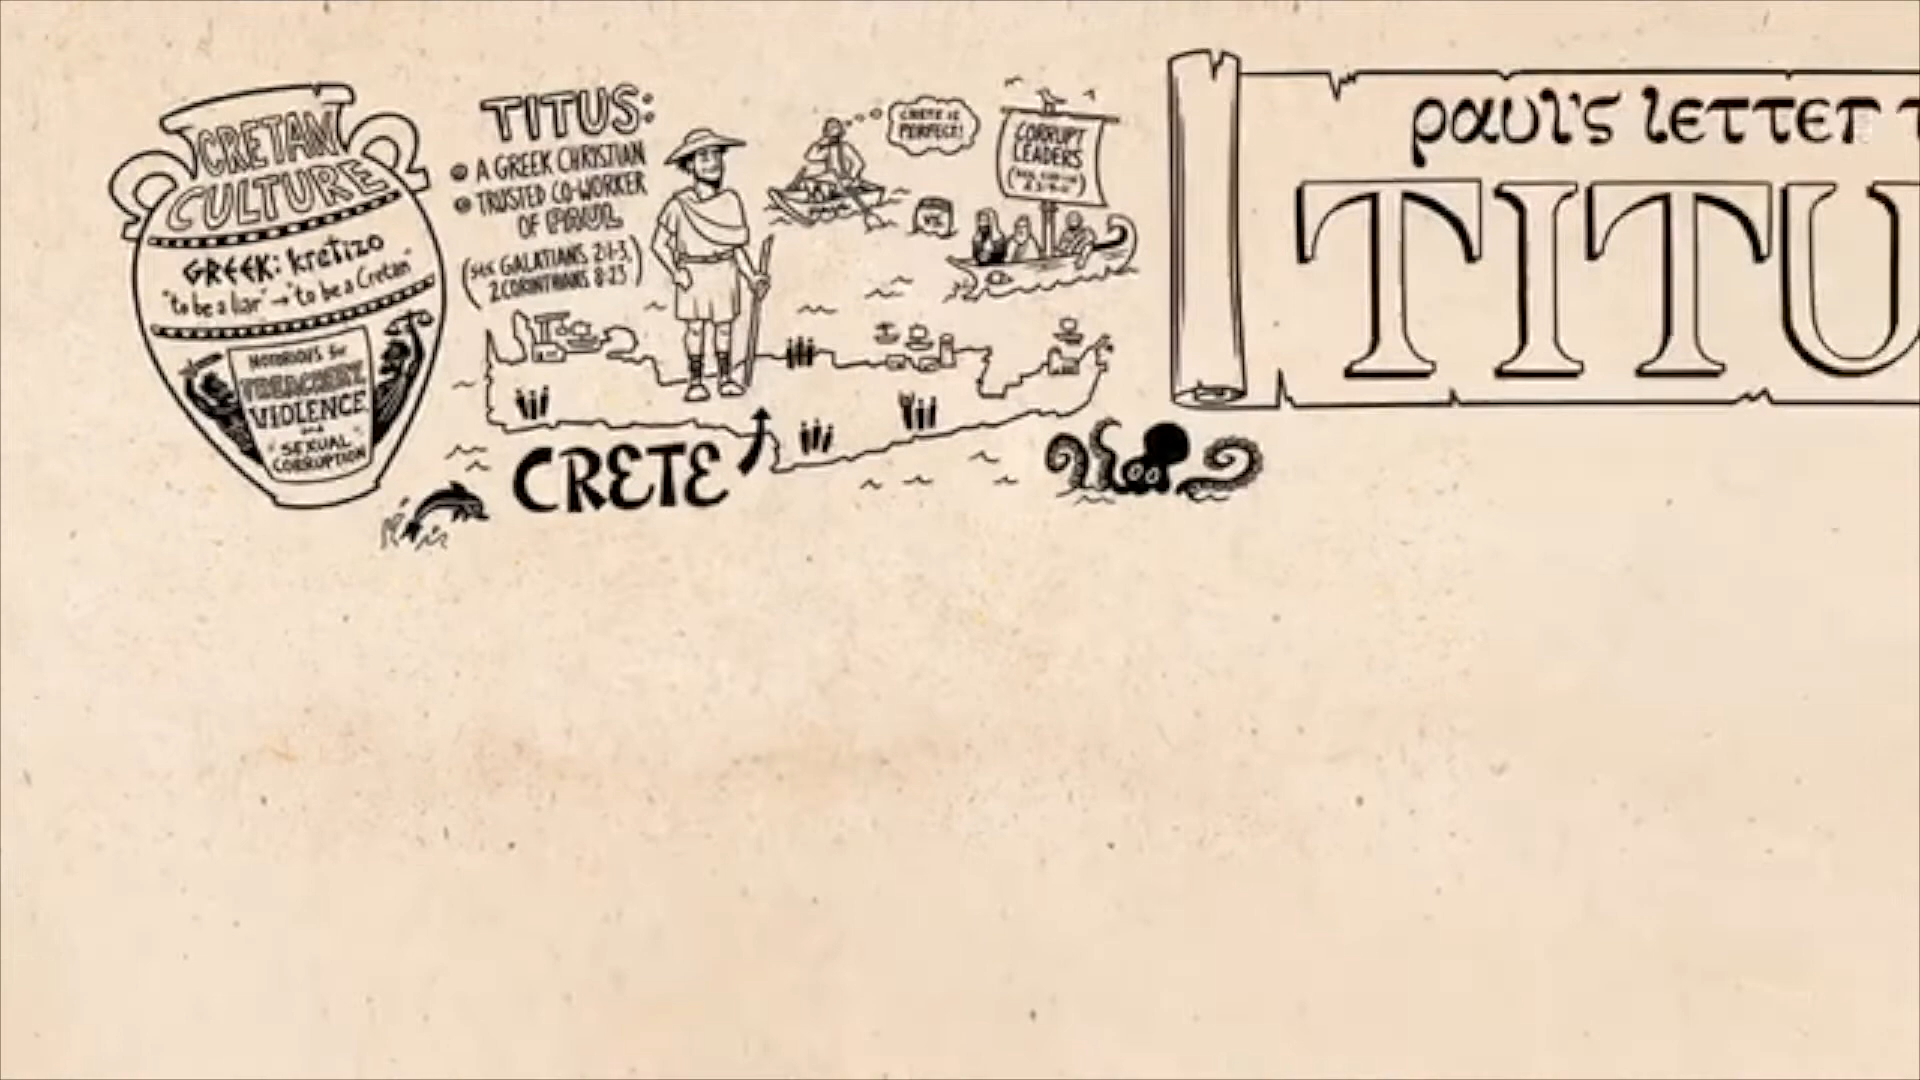 CRETAN
CULTURE
GREEK: kretizo
"to be a liar" → "to be a Cretan"
NOTORIOUS for
TREACHERY
VIOLENCE
and
SEXUAL
CORRUPTION
TITUS:
A GREEK CHRISTIAN
TRUSTED CO-WORKER
OF PAUL
(see GALATIANS 2:1-3,
2 CORINTHIANS 8:23)
CRETE IS
PERFECT!
VS.
CORRUPT
LEADERS
CRETE
PAUL'S LETTER
TITU